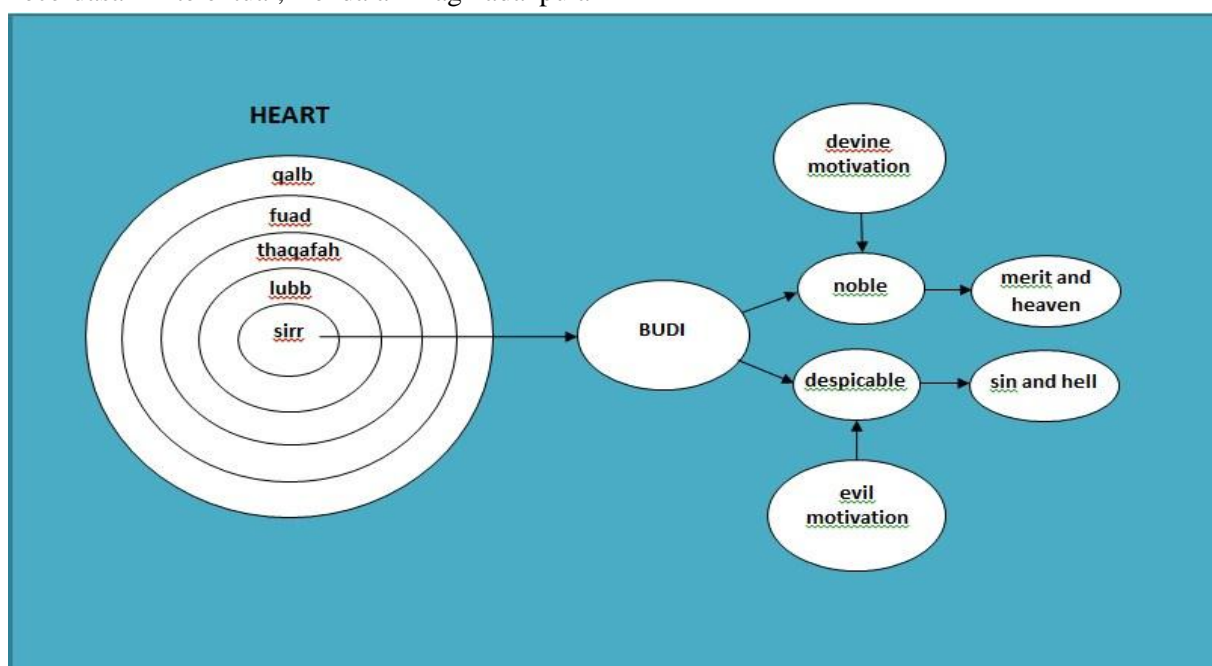 HEART
qalb
fuad
thaqafah
lubb
sirr
BUDI
devine
motivation
noble
merit and
heaven
despicable
sin and hell
evil
motivation